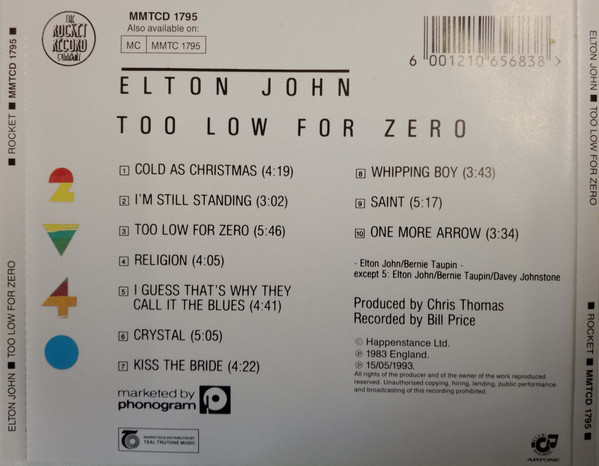 THE
ROCKET
RECORD
COMPANY
MMTCD 1795
Also available on:
MC MMTC 1795
6 001210 656838 >
ELTON JOHN
TOO LOW FOR ZERO
1 COLD AS CHRISTMAS (4:19)
2 I'M STILL STANDING (3:02)
3 TOO LOW FOR ZERO (5:46)
4 RELIGION (4:05)
5 I GUESS THAT'S WHY THEY
CALL IT THE BLUES (4:41)
6 CRYSTAL (5:05)
7 KISS THE BRIDE (4:22)
8 WHIPPING BOY (3:43)
9 SAINT (5:17)
10 ONE MORE ARROW (3:34)
- Elton John/Bernie Taupin -
except 5: Elton John/Bernie Taupin/Davey Johnstone
Produced by Chris Thomas
Recorded by Bill Price
© Happenstance Ltd.
℗ 1983 England.
℗ 15/05/1993.
All rights of the producer and of the owner of the work reproduced
reserved. Unauthorised copying, hiring, lending, public performance
and broadcasting of this recording prohibited.
2
4
marketed by
phonogram
MARKETED & DISTRIBUTED BY
TEAL TRUTONE MUSIC
ARTONE
ELTON JOHN ■ TOO LOW FOR ZERO ■ ROCKET ■ MMTCD 1795 ■
ELTON JOHN ■ TOO LOW FOR ZERO ■ ROCKET ■ MMTCD 1795 ■